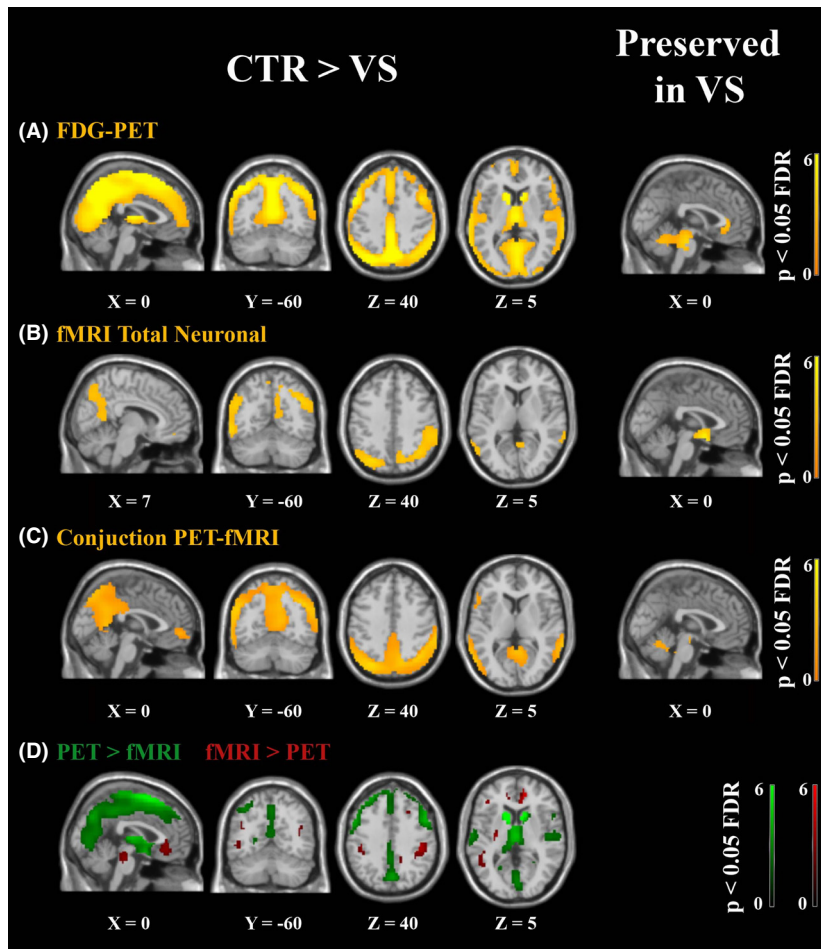 CTR > VS
Preserved
in VS
(A) FDG-PET
X = 0 Y = -60 Z = 40 Z = 5 X = 0
6
0
p < 0.05 FDR
(B) fMRI Total Neuronal
X = 7 Y = -60 Z = 40 Z = 5 X = 0
6
0
p < 0.05 FDR
(C) Conjuction PET-fMRI
X = 0 Y = -60 Z = 40 Z = 5 X = 0
6
0
p < 0.05 FDR
(D) PET > fMRI fMRI > PET
X = 0 Y = -60 Z = 40 Z = 5
6 6
0 0
p < 0.05 FDR